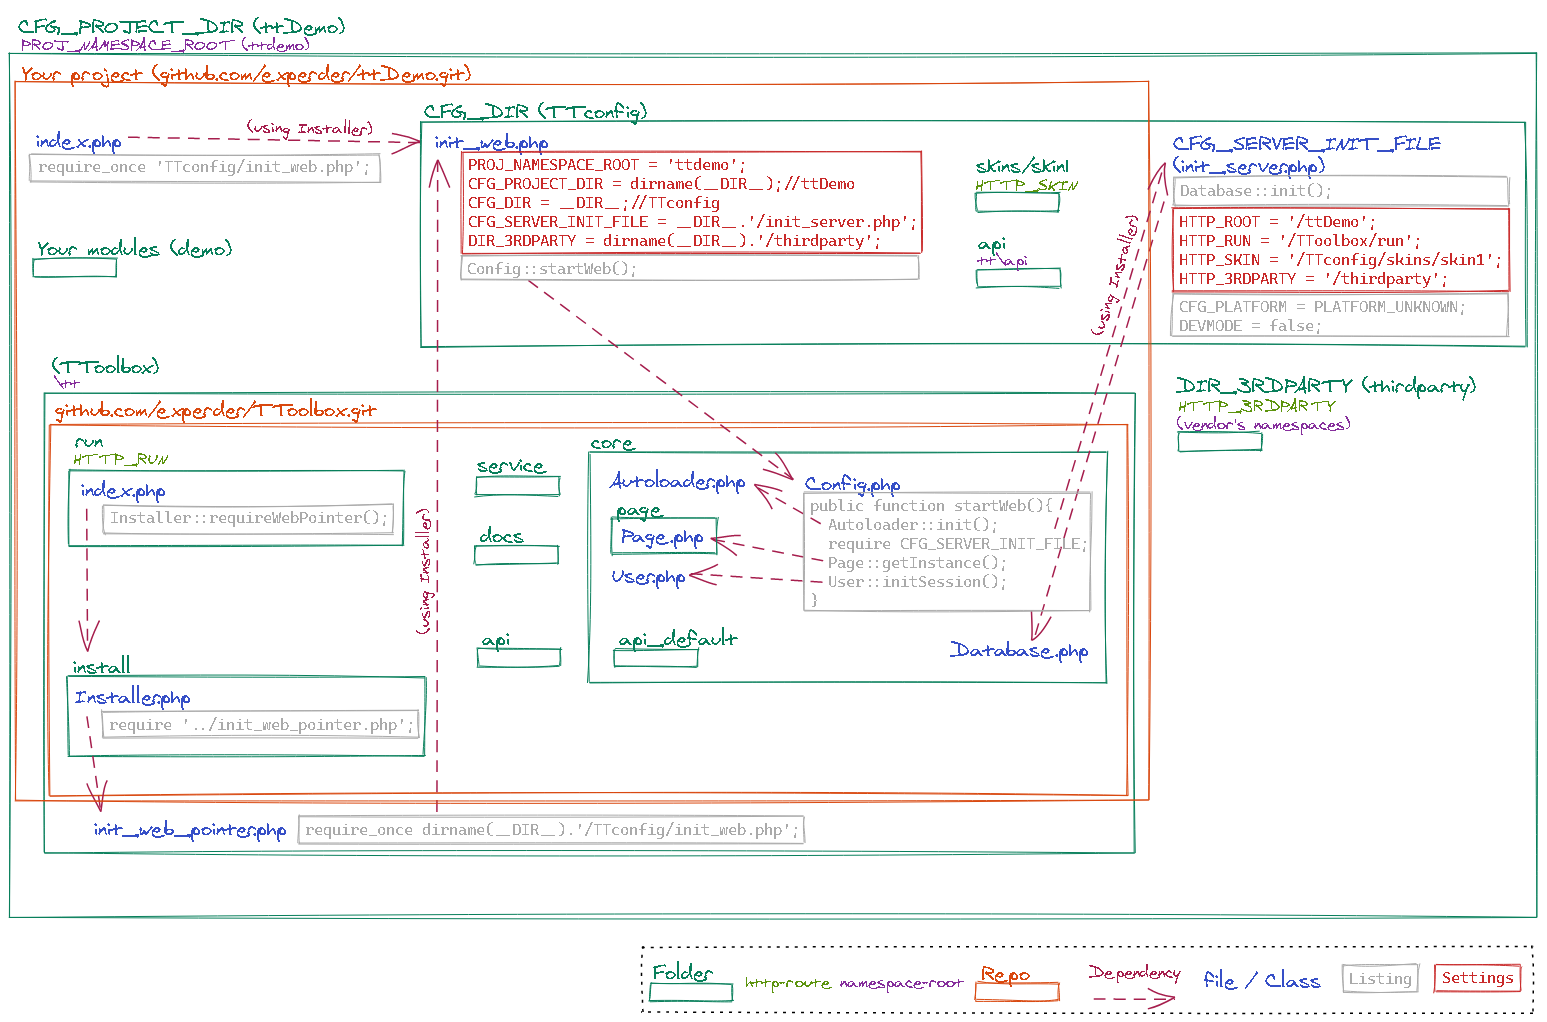 CFG_PROJECT_DIR (ttDemo)
PROJ_NAMESPACE_ROOT (ttdemo)
Your project (github.com/experder/ttDemo.git)
index.php
require_once 'TTconfig/init_web.php';
(using Installer)
Your modules (demo)
CFG_DIR (TTconfig)
init_web.php
PROJ_NAMESPACE_ROOT = 'ttdemo';
CFG_PROJECT_DIR = dirname(__DIR__);//ttDemo
CFG_DIR = __DIR__;//TTconfig
CFG_SERVER_INIT_FILE = __DIR__.'/init_server.php';
DIR_3RDPARTY = dirname(__DIR__).'/thirdparty';
Config::startWeb();
skins/skin1
HTTP_SKIN
api
tt\api
CFG_SERVER_INIT_FILE
(init_server.php)
Database::init();
HTTP_ROOT = '/ttDemo';
HTTP_RUN = '/TToolbox/run';
HTTP_SKIN = '/TTconfig/skins/skin1';
HTTP_3RDPARTY = '/thirdparty';
CFG_PLATFORM = PLATFORM_UNKNOWN;
DEVMODE = false;
(using Installer)
DIR_3RDPARTY (thirdparty)
HTTP_3RDPARTY
(vendor's namespaces)
(TToolbox)
\tt
github.com/experder/TToolbox.git
run
HTTP_RUN
index.php
Installer::requireWebPointer();
install
Installer.php
require '../init_web_pointer.php';
(using Installer)
service
docs
api
core
Autoloader.php
page
Page.php
User.php
api_default
Config.php
public function startWeb(){
Autoloader::init();
require CFG_SERVER_INIT_FILE;
Page::getInstance();
User::initSession();
}
Database.php
init_web_pointer.php
require_once dirname(__DIR__).'/TTconfig/init_web.php';
Folder
http-route
namespace-root
Repo
Dependency
file / Class
Listing
Settings